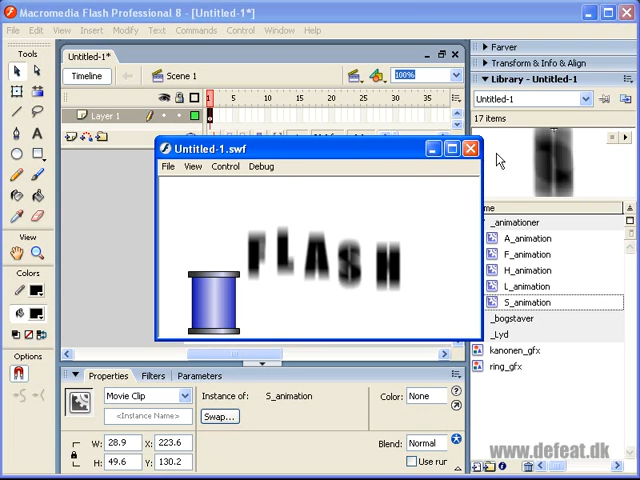 Macromedia Flash Professional 8 - [Untitled-1*]
File Edit View Insert Modify Text Commands Control Window Help
Tools
View
Colors
Options
Untitled-1*
Timeline
Scene 1
100%
1 5 10 15 20 25 30 35
Layer 1
Untitled-1.swf
File View Control Debug
FLASH
Properties Filters Parameters
Movie Clip
<Instance Name>
Instance of: S_animation
Swap...
Color: None
W: 28.9 X: 223.6
H: 49.6 Y: 130.2
Blend: Normal
Farver
Transform & Info & Align
Library - Untitled-1
Untitled-1
17 items
_animationer
A_animation
F_animation
H_animation
L_animation
S_animation
_bogstaver
_Lyd
kanonen_gfx
ring_gfx
www.defeat.dk